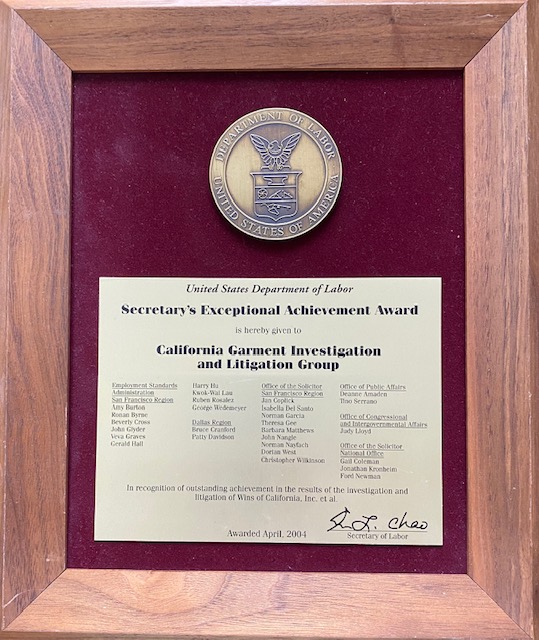 DEPARTMENT OF LABOR
UNITED STATES OF AMERICA
United States Department of Labor
Secretary's Exceptional Achievement Award
is hereby given to
California Garment Investigation
and Litigation Group
Employment Standards
Administration
San Francisco Region
Amy Burton
Ronan Byrne
Beverly Cross
John Glyder
Veva Graves
Gerald Hall
Harry Hu
Kwok-Wai Lau
Ruben Rosalez
George Wedemeyer
Dallas Region
Bruce Cranford
Patty Davidson
Office of the Solicitor
San Francisco Region
Jan Coplick
Isabella Del Santo
Norman Garcia
Theresa Gee
Barbara Matthews
John Nangle
Norman Nayfach
Dorian West
Christopher Wilkinson
Office of Public Affairs
Deanne Amaden
Tino Serrano
Office of Congressional
and Intergovernmental Affairs
Judy Lloyd
Office of the Solicitor
National Office
Gail Coleman
Jonathan Kronheim
Ford Newman
In recognition of outstanding achievement in the results of the investigation and
litigation of Wins of California, Inc. et al.
Awarded April, 2004
L. Chao
Secretary of Labor